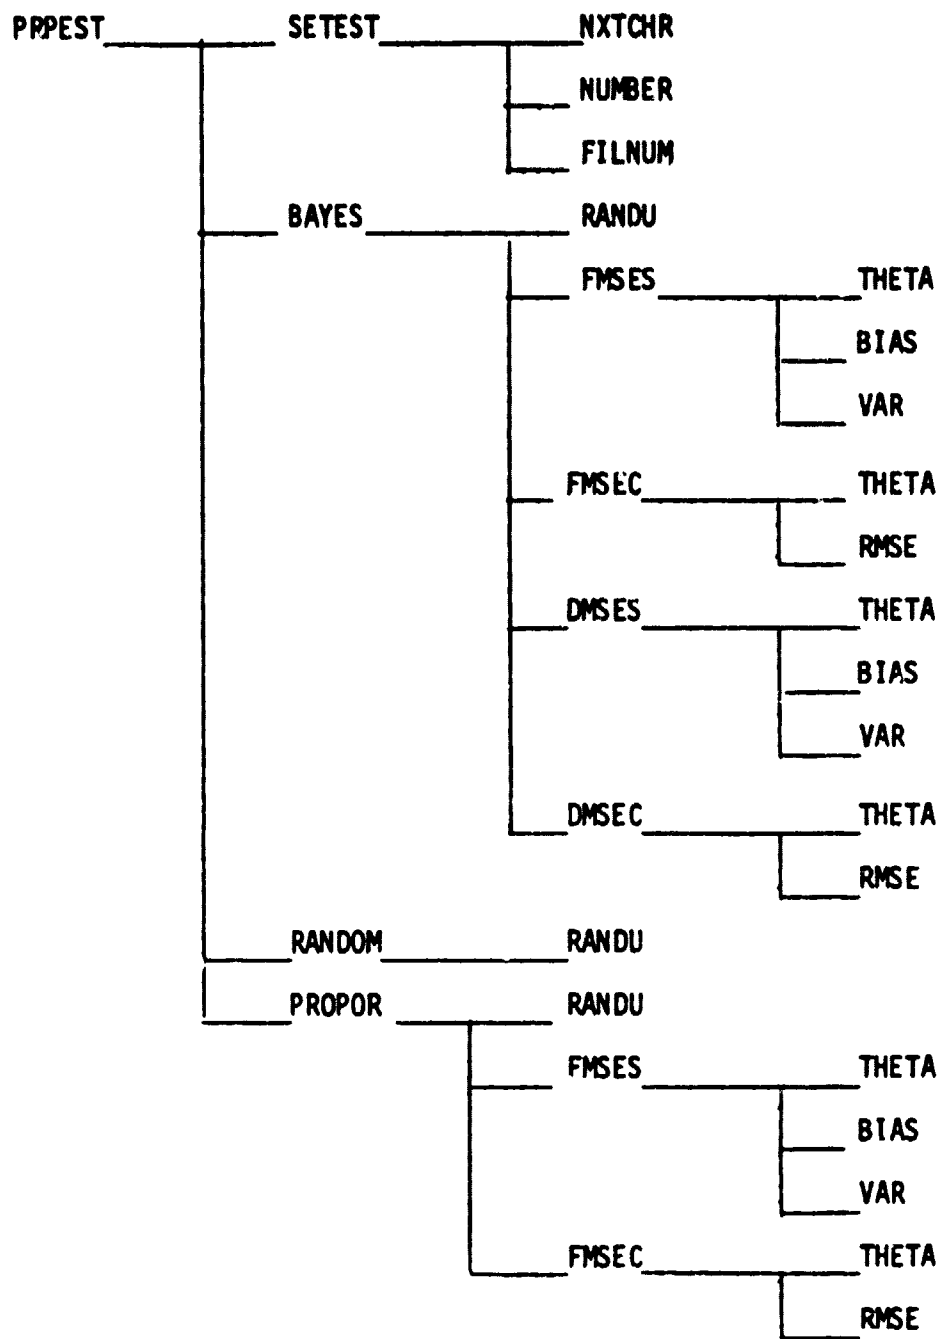 PRPEST SETEST NXTCHR
NUMBER
FILNUM
BAYES RANDU
FMSES THETA
BIAS
VAR
FMSEC THETA
RMSE
DMSES THETA
BIAS
VAR
DMSEC THETA
RMSE
RANDOM RANDU
PROPOR RANDU
FMSES THETA
BIAS
VAR
FMSEC THETA
RMSE